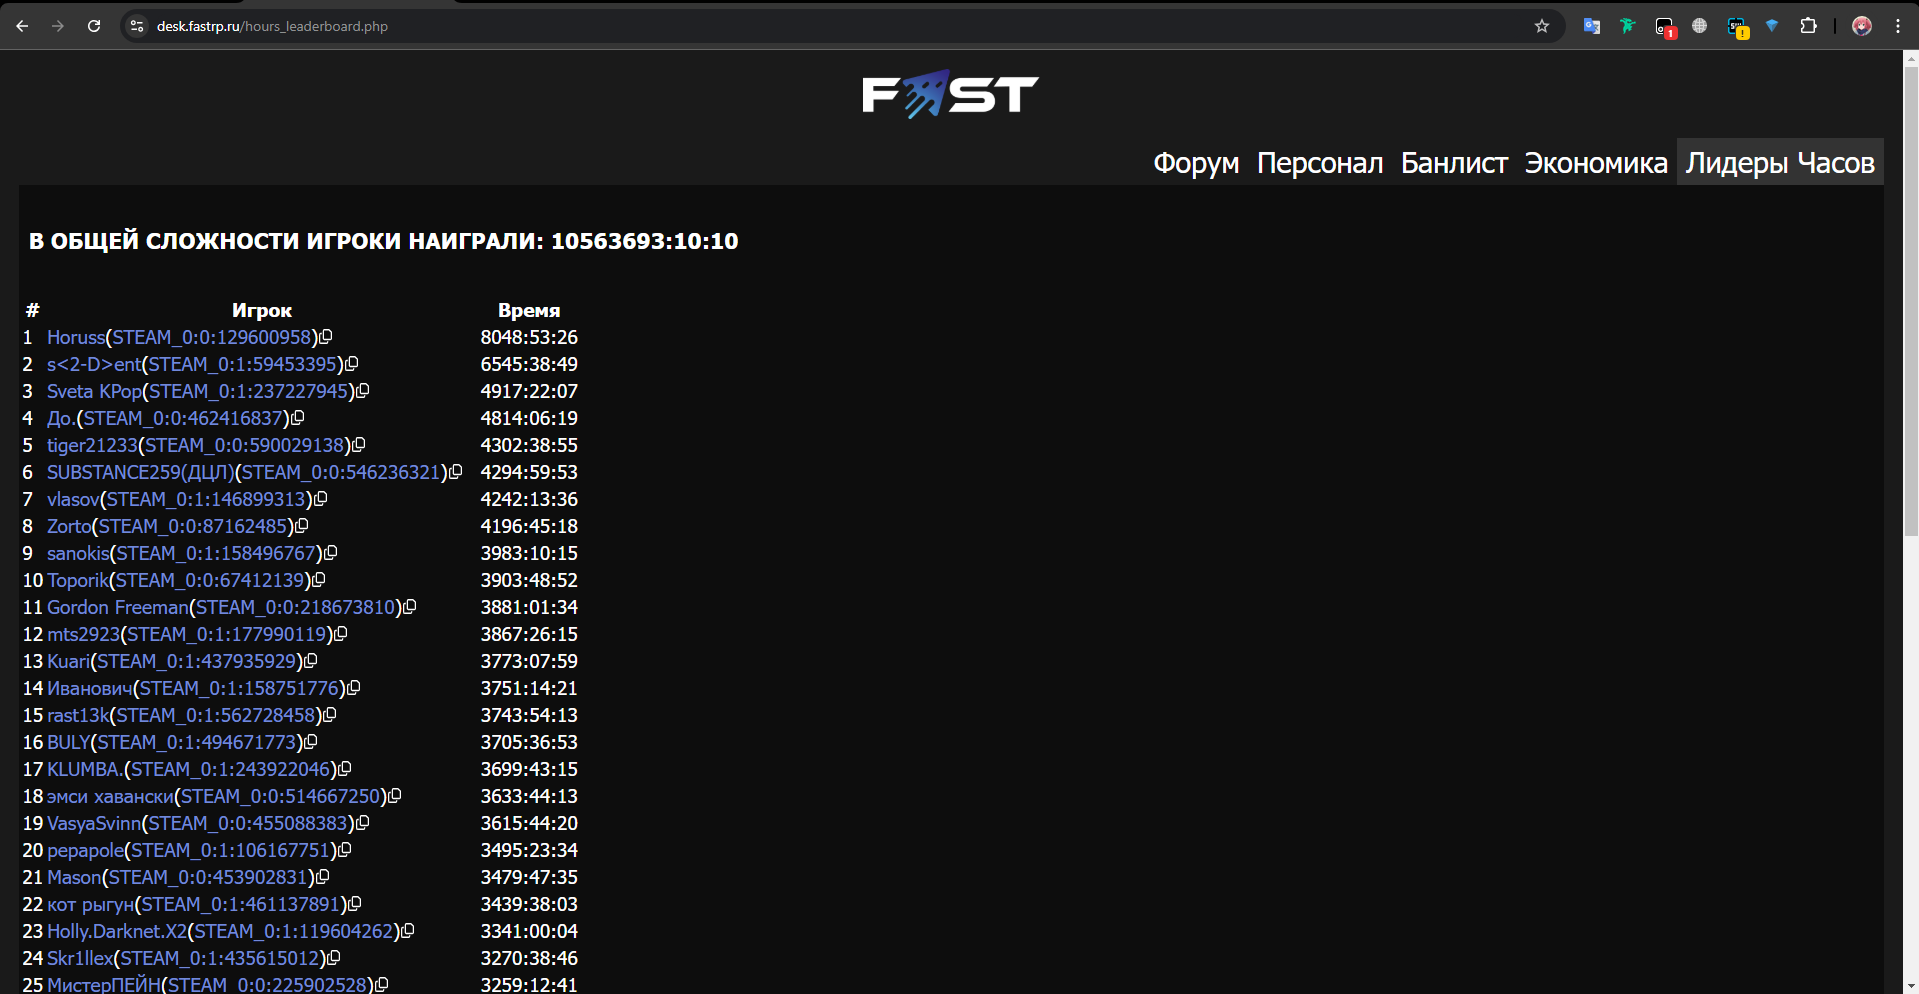 desk.fastrp.ru/hours_leaderboard.php
1
!
FAST
Форум Персонал Банлист Экономика Лидеры Часов
В ОБЩЕЙ СЛОЖНОСТИ ИГРОКИ НАИГРАЛИ: 10563693:10:10
# Игрок Время
1 Horuss(STEAM_0:0:129600958) 8048:53:26
2 s<2-D>ent(STEAM_0:1:59453395) 6545:38:49
3 Sveta KPop(STEAM_0:1:237227945) 4917:22:07
4 До.(STEAM_0:0:462416837) 4814:06:19
5 tiger21233(STEAM_0:0:590029138) 4302:38:55
6 SUBSTANCE259(ДЦЛ)(STEAM_0:0:546236321) 4294:59:53
7 vlasov(STEAM_0:1:146899313) 4242:13:36
8 Zorto(STEAM_0:0:87162485) 4196:45:18
9 sanokis(STEAM_0:1:158496767) 3983:10:15
10 Toporik(STEAM_0:0:67412139) 3903:48:52
11 Gordon Freeman(STEAM_0:0:218673810) 3881:01:34
12 mts2923(STEAM_0:1:177990119) 3867:26:15
13 Kuari(STEAM_0:1:437935929) 3773:07:59
14 Иванович(STEAM_0:1:158751776) 3751:14:21
15 rast13k(STEAM_0:1:562728458) 3743:54:13
16 BULY(STEAM_0:1:494671773) 3705:36:53
17 KLUMBA.(STEAM_0:1:243922046) 3699:43:15
18 эмси хавански(STEAM_0:0:514667250) 3633:44:13
19 VasyaSvinn(STEAM_0:0:455088383) 3615:44:20
20 pepapole(STEAM_0:1:106167751) 3495:23:34
21 Mason(STEAM_0:0:453902831) 3479:47:35
22 кот рыгун(STEAM_0:1:461137891) 3439:38:03
23 Holly.Darknet.X2(STEAM_0:1:119604262) 3341:00:04
24 Skr1llex(STEAM_0:1:435615012) 3270:38:46
25 МистерПЕЙН(STEAM_0:0:225902528) 3259:12:41